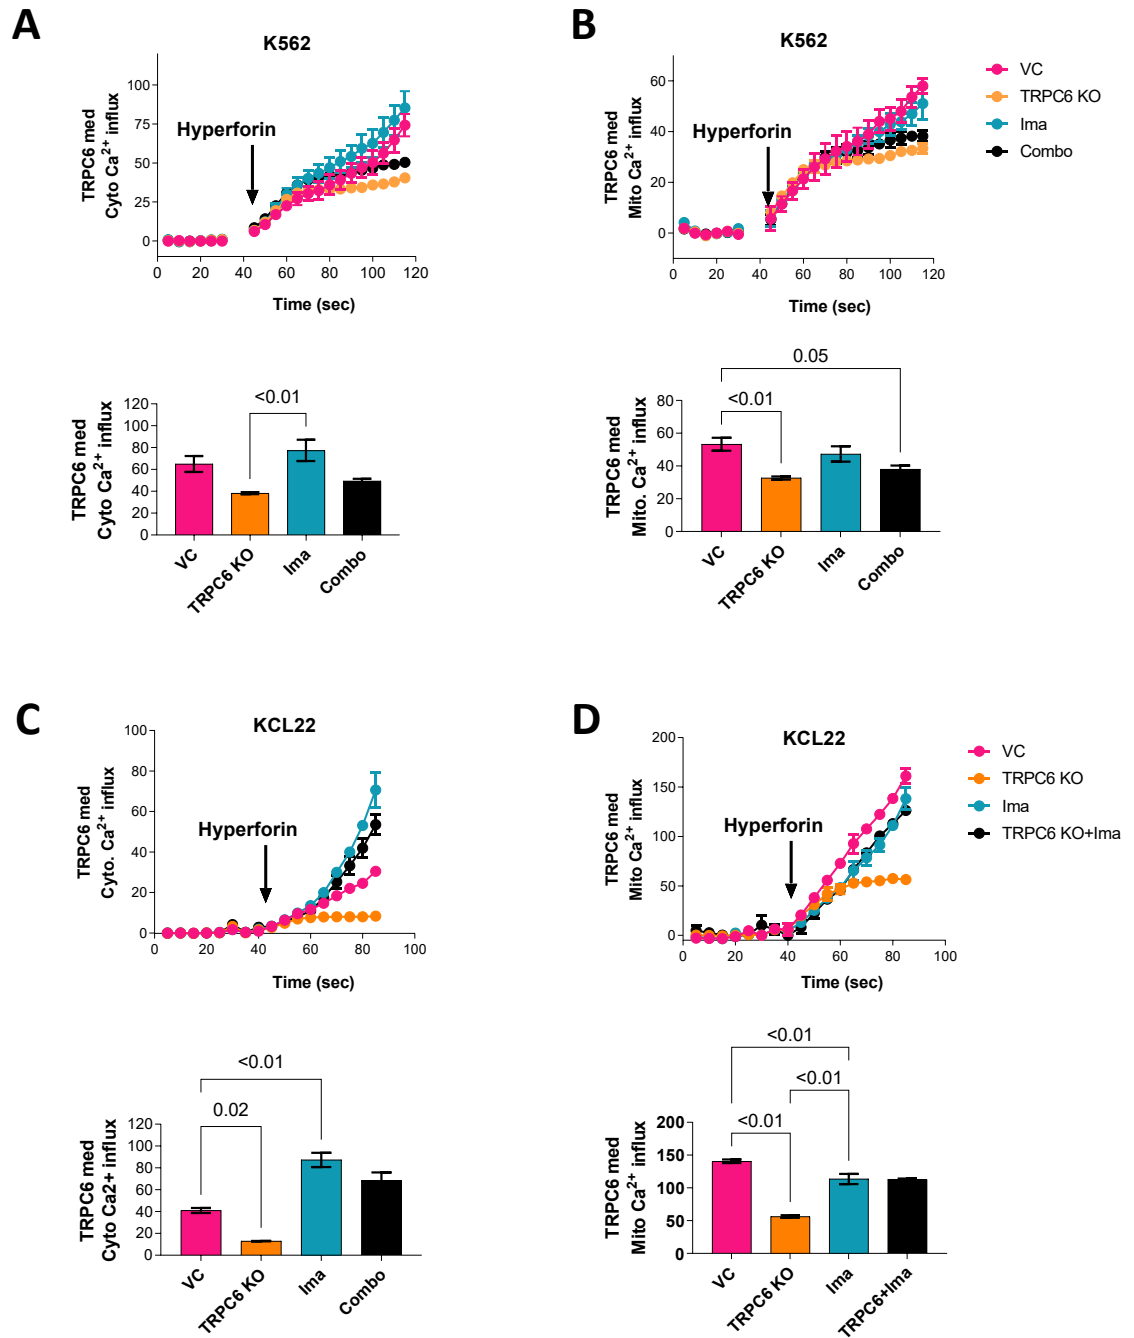 A
K562
TRPC6 med
Cyto Ca2+ influx
100
75
50
25
0
Hyperforin
0 20 40 60 80 100 120
Time (sec)
B
K562
TRPC6 med
Mito Ca2+ influx
60
40
20
0
Hyperforin
0 20 40 60 80 100 120
Time (sec)
VC
TRPC6 KO
Ima
Combo
TRPC6 med
Cyto Ca2+ influx
120
100
80
60
40
20
0
<0.01
VC
TRPC6 KO
Ima
Combo
TRPC6 med
Mito. Ca2+ influx
80
60
40
20
0
0.05
<0.01
VC
TRPC6 KO
Ima
Combo
C
KCL22
TRPC6 med
Cyto. Ca2+ influx
100
80
60
40
20
0
Hyperforin
0 20 40 60 80 100
Time (sec)
D
KCL22
TRPC6 med
Mito Ca2+ influx
200
150
100
50
0
Hyperforin
0 20 40 60 80 100
Time (sec)
VC
TRPC6 KO
Ima
TRPC6 KO+Ima
TRPC6 med
Cyto Ca2+ influx
120
100
80
60
40
20
0
<0.01
0.02
VC
TRPC6 KO
Ima
Combo
TRPC6 med
Mito Ca2+ influx
200
150
100
50
0
<0.01
<0.01
<0.01
VC
TRPC6 KO
Ima
TRPC6+Ima